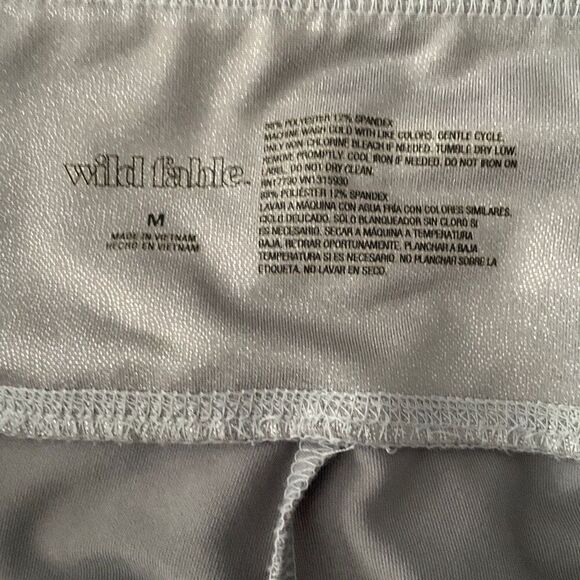 wild fable.
M
MADE IN VIETNAM
HECHO EN VIETNAM
88% POLYESTER 12% SPANDEX
MACHINE WASH COLD WITH LIKE COLORS. GENTLE CYCLE.
ONLY NON-CHLORINE BLEACH IF NEEDED. TUMBLE DRY LOW.
REMOVE PROMPTLY. COOL IRON IF NEEDED. DO NOT IRON ON
LABEL. DO NOT DRY CLEAN.
VN1315930
88% POLIÉSTER 12% SPANDEX
LAVAR A MÁQUINA CON AGUA FRÍA CON COLORES SIMILARES.
CICLO DELICADO. SOLO BLANQUEADOR SIN CLORO SI
ES NECESARIO. SECAR A MÁQUINA A TEMPERATURA
BAJA, RETIRAR OPORTUNAMENTE. PLANCHAR A BAJA
TEMPERATURA SI ES NECESARIO. NO PLANCHAR SOBRE LA
ETIQUETA. NO LAVAR EN SECO.